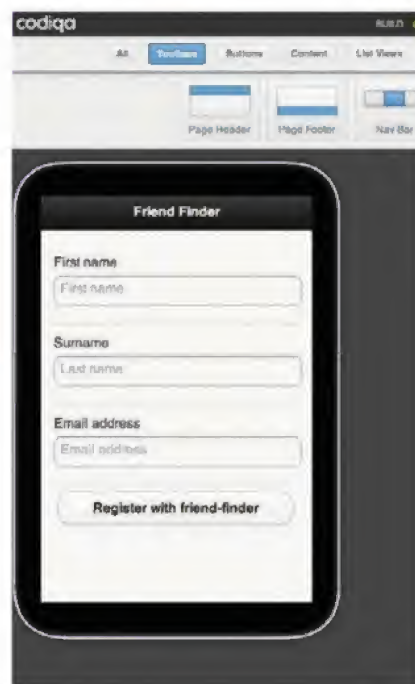 codiqa BUILD
All Toolbars Buttons Content List Views
Page Header Page Footer Nav Bar
Friend Finder
First name
First name
Surname
Last name
Email address
Email address
Register with friend-finder